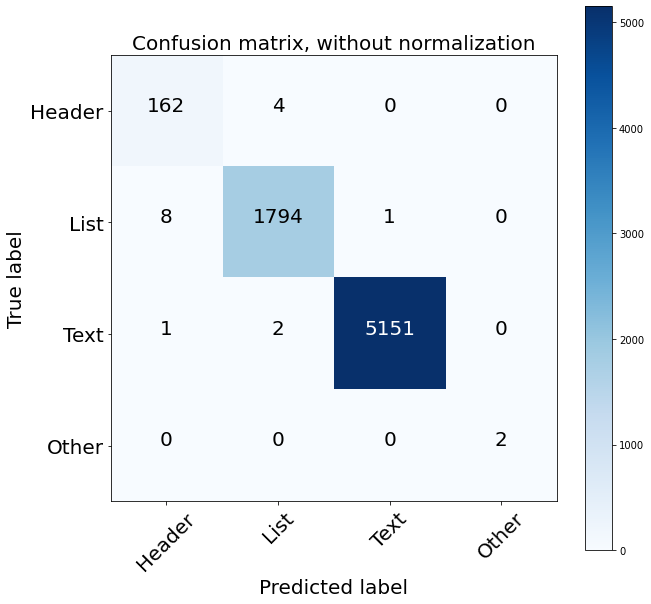 Confusion matrix, without normalization
True label
Header 162 4 0 0
List 8 1794 1 0
Text 1 2 5151 0
Other 0 0 0 2
Header List Text Other
Predicted label
5000
4000
3000
2000
1000
0